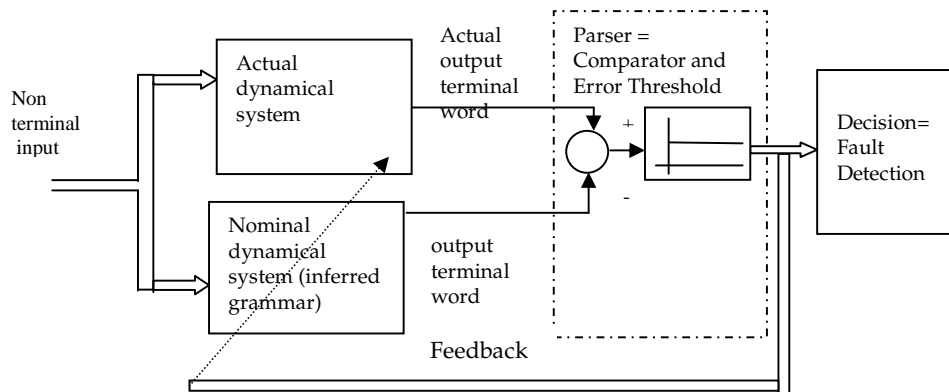 Non
terminal
input
Actual
dynamical
system
Actual
output
terminal
word
Parser =
Comparator and
Error Threshold
+
-
Decision=
Fault
Detection
Nominal
dynamical
system (inferred
grammar)
output
terminal
word
Feedback